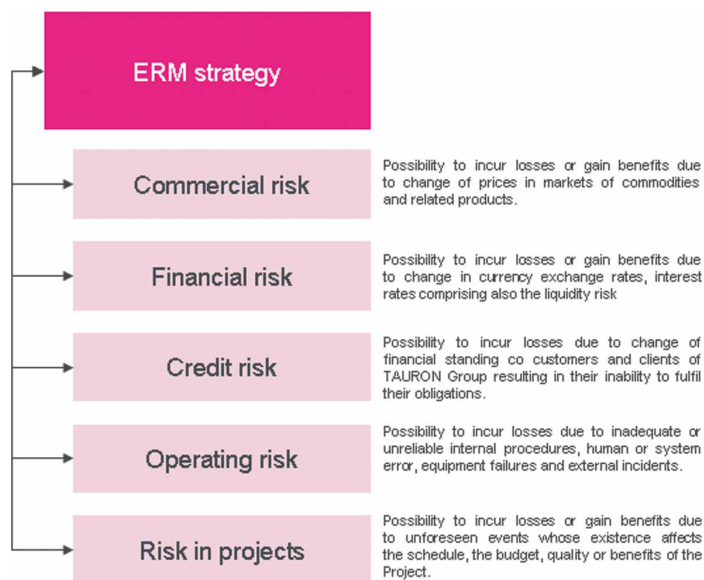 ERM strategy
Commercial risk
Possibility to incur losses or gain benefits due
to change of prices in markets of commodities
and related products.
Financial risk
Possibility to incur losses or gain benefits due
to change in currency exchange rates, interest
rates comprising also the liquidity risk
Credit risk
Possibility to incur losses due to change of
financial standing co customers and clients of
TAURON Group resulting in their inability to fulfil
their obligations.
Operating risk
Possibility to incur losses due to inadequate or
unreliable internal procedures, human or system
error, equipment failures and external incidents.
Risk in projects
Possibility to incur losses or gain benefits due
to unforeseen events whose existence affects
the schedule, the budget, quality or benefits of the
Project.